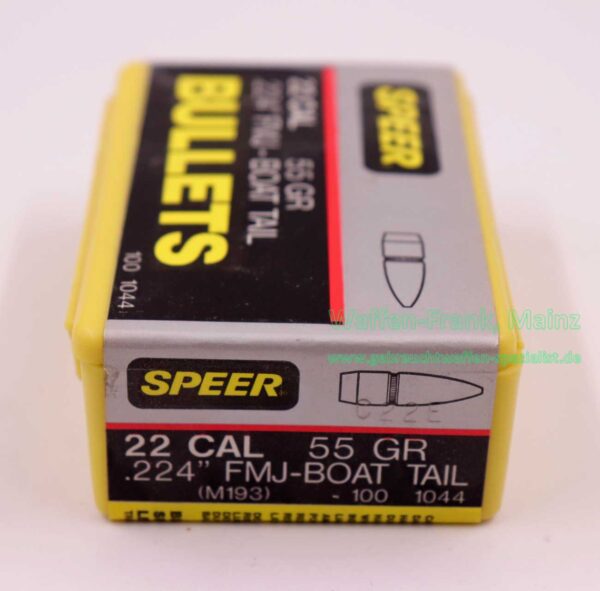 22 CAL 55 GR
.224" FMJ-BOAT TAIL
BULLETS
100 1044
SPEER
Waffen-Frank, Mainz
www.gebrauchtwaffen-spezialist.de
SPEER
22 CAL 55 GR
.224" FMJ-BOAT TAIL
(M193) - 100 1044